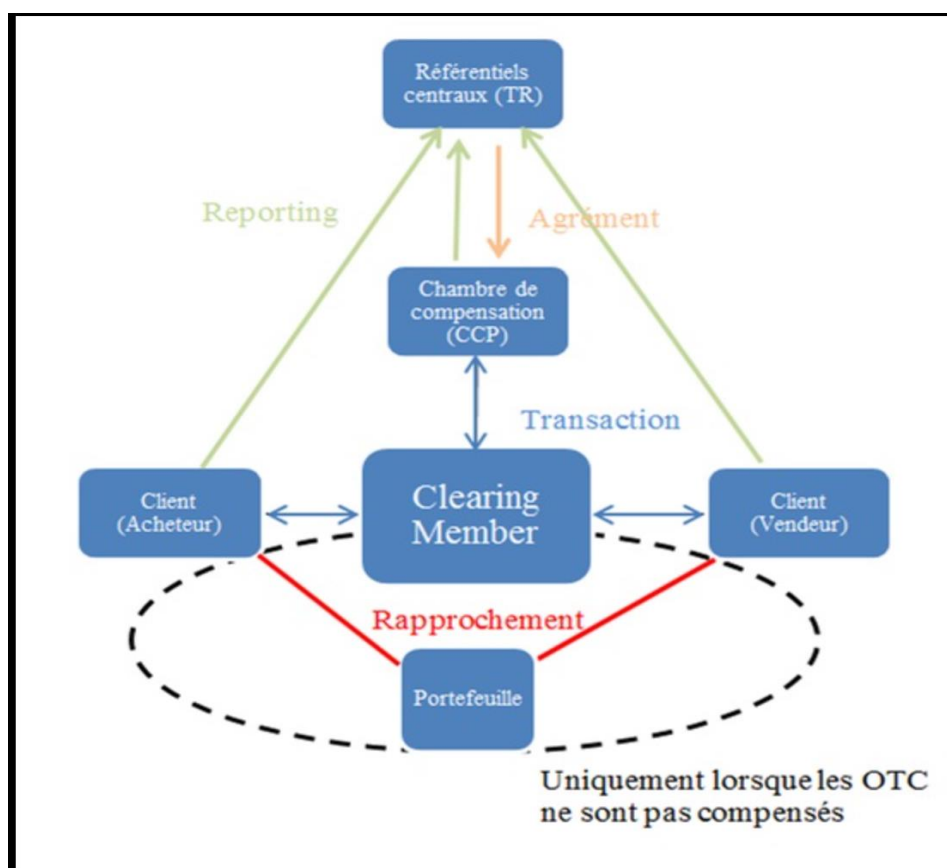 Référentiels
centraux (TR)
Reporting
Agrément
Chambre de
compensation
(CCP)
Transaction
Client
(Acheteur)
Clearing
Member
Client
(Vendeur)
Rapprochement
Portefeuille
Uniquement lorsque les OTC
ne sont pas compensés